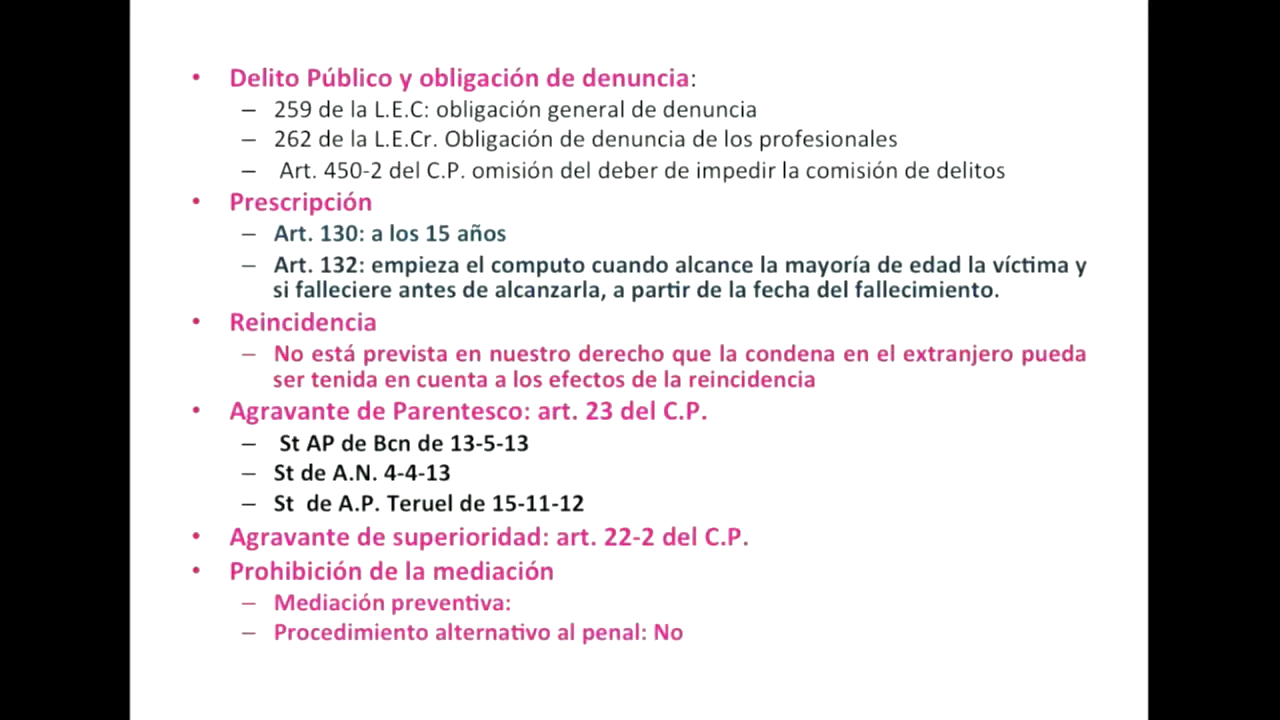 • Delito Público y obligación de denuncia:
– 259 de la L.E.C: obligación general de denuncia
– 262 de la L.E.Cr. Obligación de denuncia de los profesionales
– Art. 450-2 del C.P. omisión del deber de impedir la comisión de delitos
• Prescripción
– Art. 130: a los 15 años
– Art. 132: empieza el computo cuando alcance la mayoría de edad la víctima y
si falleciere antes de alcanzarla, a partir de la fecha del fallecimiento.
• Reincidencia
– No está prevista en nuestro derecho que la condena en el extranjero pueda
ser tenida en cuenta a los efectos de la reincidencia
• Agravante de Parentesco: art. 23 del C.P.
– St AP de Bcn de 13-5-13
– St de A.N. 4-4-13
– St de A.P. Teruel de 15-11-12
• Agravante de superioridad: art. 22-2 del C.P.
• Prohibición de la mediación
– Mediación preventiva:
– Procedimiento alternativo al penal: No